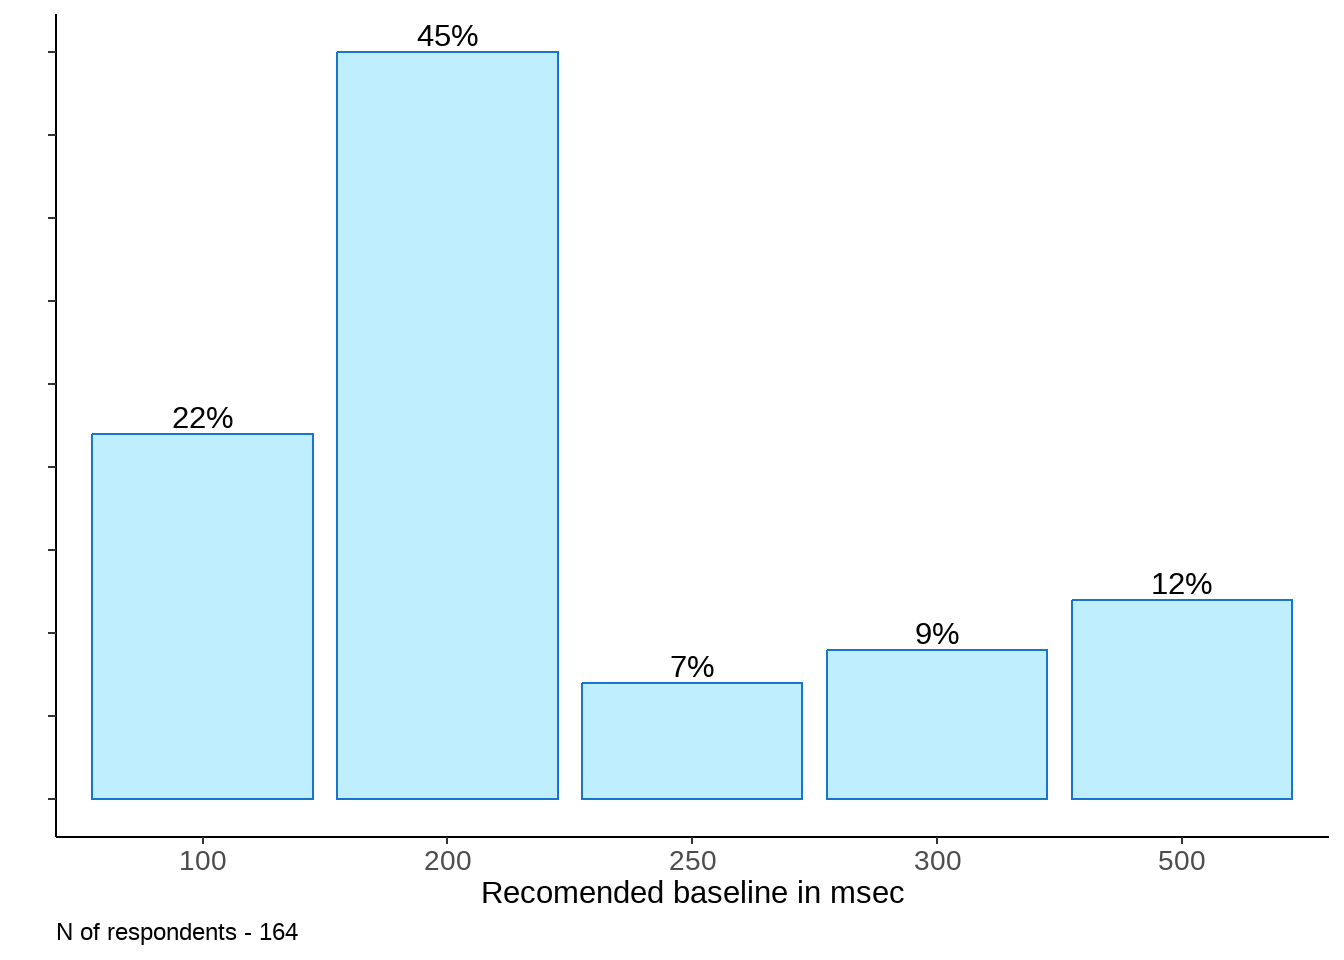 45%
22%
12%
9%
7%
100 200 250 300 500
Recomended baseline in msec
N of respondents - 164